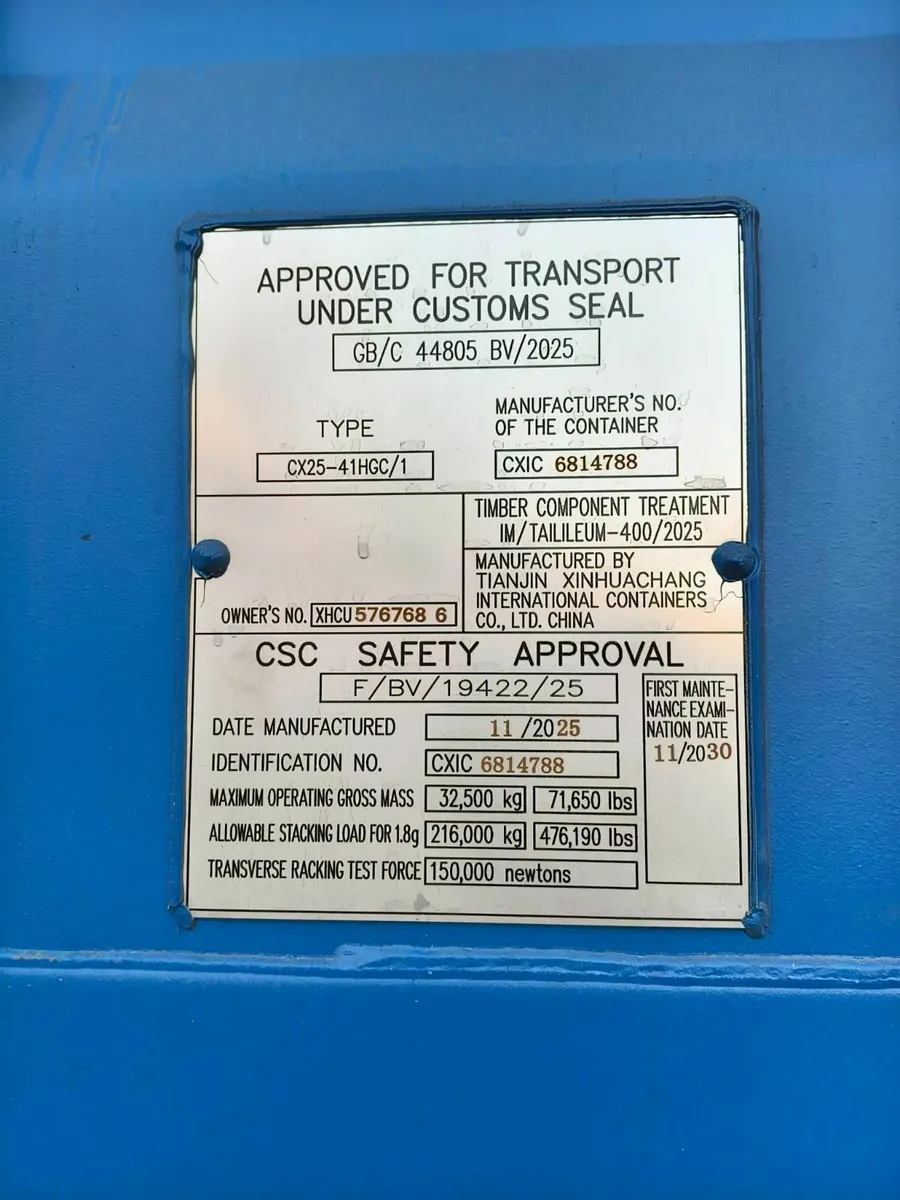 APPROVED FOR TRANSPORT
UNDER CUSTOMS SEAL
GB/C 44805 BV/2025
TYPE
CX25-41HGC/1
MANUFACTURER'S NO.
OF THE CONTAINER
CXIC 6814788
TIMBER COMPONENT TREATMENT
IM/TAILILEUM-400/2025
OWNER'S NO. XHCU 576768 6
MANUFACTURED BY
TIANJIN XINHUACHANG
INTERNATIONAL CONTAINERS
CO., LTD. CHINA
CSC SAFETY APPROVAL
F/BV/19422/25
DATE MANUFACTURED 11 /2025
IDENTIFICATION NO. CXIC 6814788
MAXIMUM OPERATING GROSS MASS 32,500 kg 71,650 lbs
ALLOWABLE STACKING LOAD FOR 1.8g 216,000 kg 476,190 lbs
TRANSVERSE RACKING TEST FORCE 150,000 newtons
FIRST MAINTE-
NANCE EXAMI-
NATION DATE
11/2030